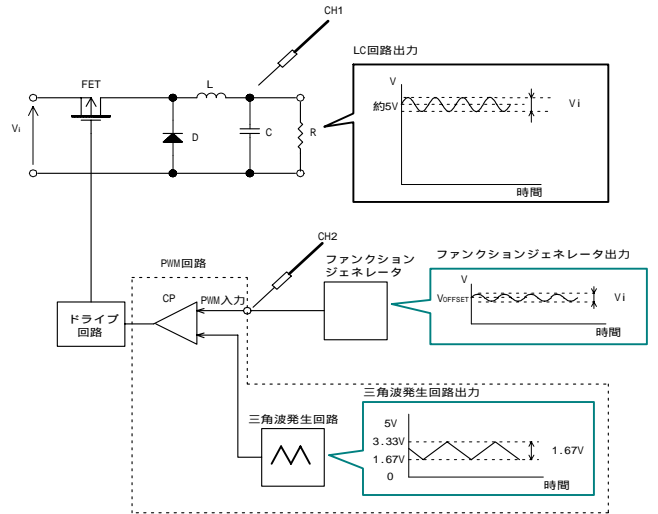 CH1
FET
L
Vi
D
C
R
LC回路出力
V
約5V
Vi
時間
CH2
PWM回路
CP
PWM入力
ファンクション
ジェネレータ
ファンクションジェネレータ出力
V
VOFFSET
Vi
時間
ドライブ
回路
三角波発生回路
三角波発生回路出力
5V
3.33V
1.67V
0
1.67V
時間